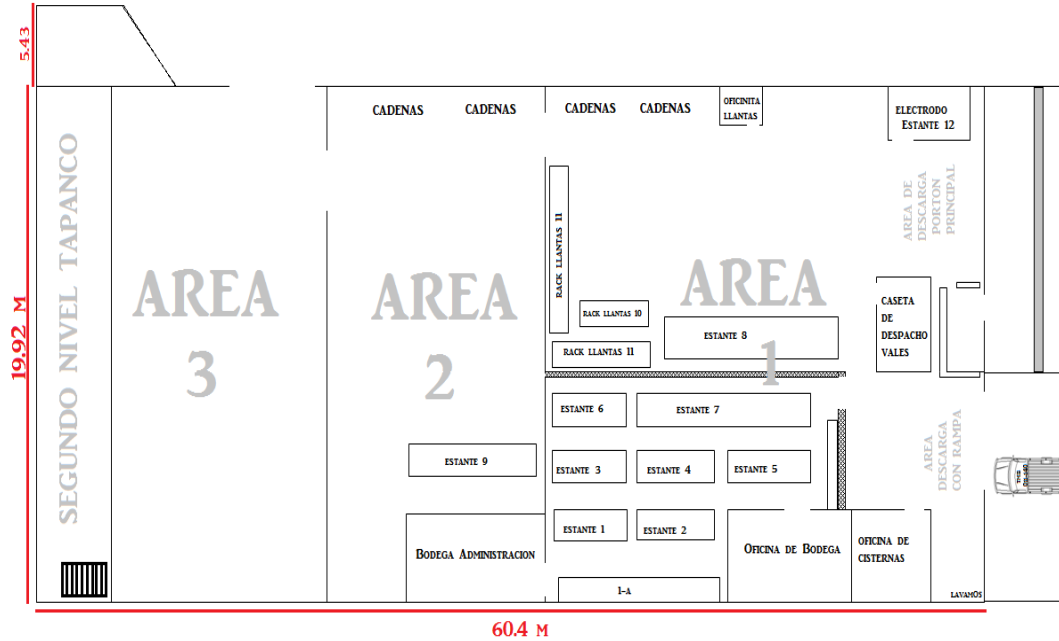 5.43
CADENAS
CADENAS
CADENAS
CADENAS
OFICINITA
LLANTAS
ELECTRODO
ESTANTE 12
SEGUNDO NIVEL TAPANCO
AREA DE
DESCARGA
PORTON
PRINCIPAL
RACK LLANTAS 11
AREA
3
AREA
2
AREA
1
19.92 M
RACK LLANTAS 10
ESTANTE 8
RACK LLANTAS 11
CASETA
DE
DESPACHO
VALES
ESTANTE 6
ESTANTE 7
AREA
DESCARGA
CON RAMPA
ESTANTE 9
ESTANTE 3
ESTANTE 4
ESTANTE 5
ESTANTE 1
ESTANTE 2
BODEGA ADMINISTRACION
OFICINA DE BODEGA
OFICINA DE
CISTERNAS
1-A
LAVAMOS
60.4 M